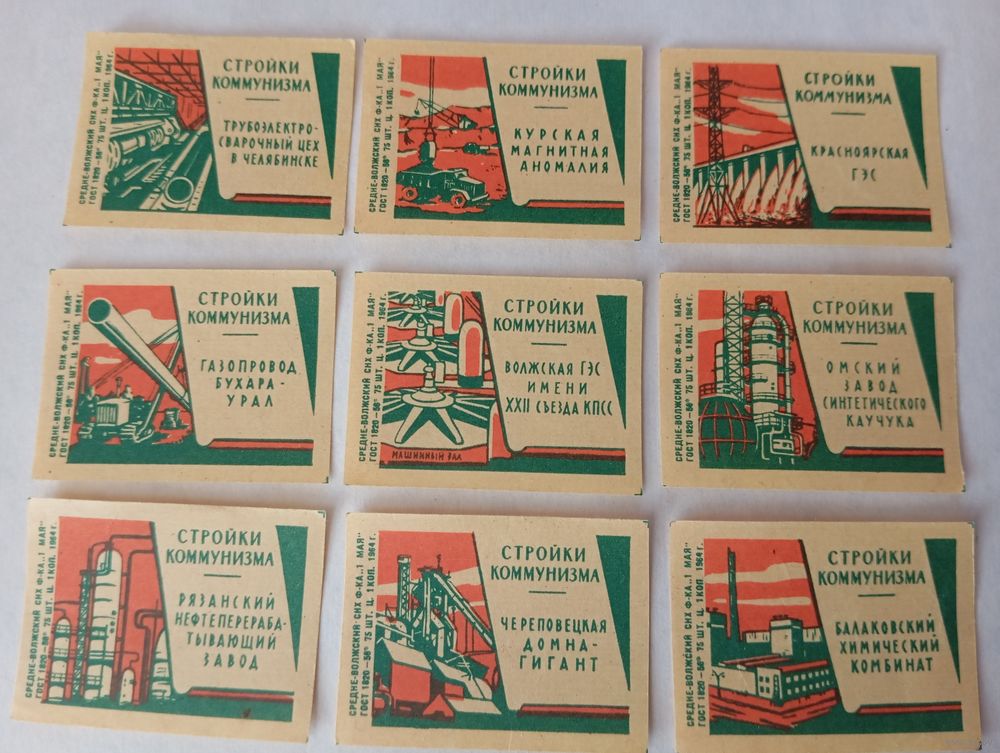 СРЕДНЕ-ВОЛЖСКИЙ СНХ Ф-КА „1 МАЯ"
ГОСТ 1820-56* 75 ШТ. Ц. 1 КОП. 1964 г.
СТРОЙКИ
КОММУНИЗМА
ТРУБОЭЛЕКТРО-
СВАРОЧНЫЙ ЦЕХ
В ЧЕЛЯБИНСКЕ
СРЕДНЕ-ВОЛЖСКИЙ СНХ Ф-КА „1 МАЯ"
ГОСТ 1820-56* 75 ШТ. Ц. 1 КОП. 1964 г.
СТРОЙКИ
КОММУНИЗМА
КУРСКАЯ
МАГНИТНАЯ
АНОМАЛИЯ
СРЕДНЕ-ВОЛЖСКИЙ СНХ Ф-КА „1 МАЯ"
ГОСТ 1820-56* 75 ШТ. Ц. 1 КОП. 1964 г.
СТРОЙКИ
КОММУНИЗМА
КРАСНОЯРСКАЯ
ГЭС
СРЕДНЕ-ВОЛЖСКИЙ СНХ Ф-КА „1 МАЯ"
ГОСТ 1820-56* 75 ШТ. Ц. 1 КОП. 1964 г.
СТРОЙКИ
КОММУНИЗМА
ГАЗОПРОВОД
БУХАРА-
УРАЛ
СРЕДНЕ-ВОЛЖСКИЙ СНХ Ф-КА „1 МАЯ"
ГОСТ 1820-56* 75 ШТ. Ц. 1 КОП. 1964 г.
СТРОЙКИ
КОММУНИЗМА
ВОЛЖСКАЯ ГЭС
ИМЕНИ
XXII СЪЕЗДА КПСС
МАШИННЫЙ ЗАЛ
СРЕДНЕ-ВОЛЖСКИЙ СНХ Ф-КА „1 МАЯ"
ГОСТ 1820-56* 75 ШТ. Ц. 1 КОП. 1964 г.
СТРОЙКИ
КОММУНИЗМА
ОМСКИЙ
ЗАВОД
СИНТЕТИЧЕСКОГО
КАУЧУКА
СРЕДНЕ-ВОЛЖСКИЙ СНХ Ф-КА „1 МАЯ"
ГОСТ 1820-56* 75 ШТ. Ц. 1 КОП. 1964 г.
СТРОЙКИ
КОММУНИЗМА
РЯЗАНСКИЙ
НЕФТЕПЕРЕРАБА-
ТЫВАЮЩИЙ
ЗАВОД
СРЕДНЕ-ВОЛЖСКИЙ СНХ Ф-КА „1 МАЯ"
ГОСТ 1820-56* 75 ШТ. Ц. 1 КОП. 1964 г.
СТРОЙКИ
КОММУНИЗМА
ЧЕРЕПОВЕЦКАЯ
ДОМНА-
ГИГАНТ
СРЕДНЕ-ВОЛЖСКИЙ СНХ Ф-КА „1 МАЯ"
ГОСТ 1820-56* 75 ШТ. Ц. 1 КОП. 1964 г.
СТРОЙКИ
КОММУНИЗМА
БАЛАКОВСКИЙ
ХИМИЧЕСКИЙ
КОМБИНАТ